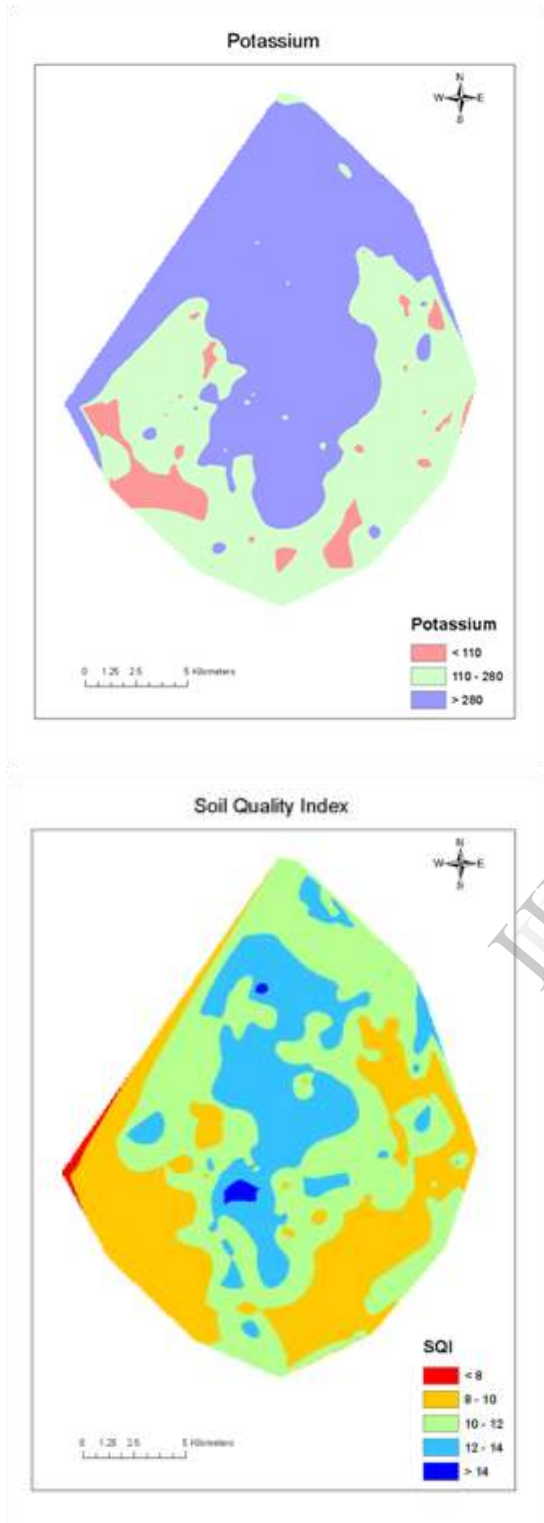 Potassium
N
W E
S
Potassium
< 110
110 - 280
> 280
0 1.25 2.5 5 Kilometers
Soil Quality Index
N
W E
S
SQI
< 8
8 - 10
10 - 12
12 - 14
> 14
0 1.25 2.5 5 Kilometers